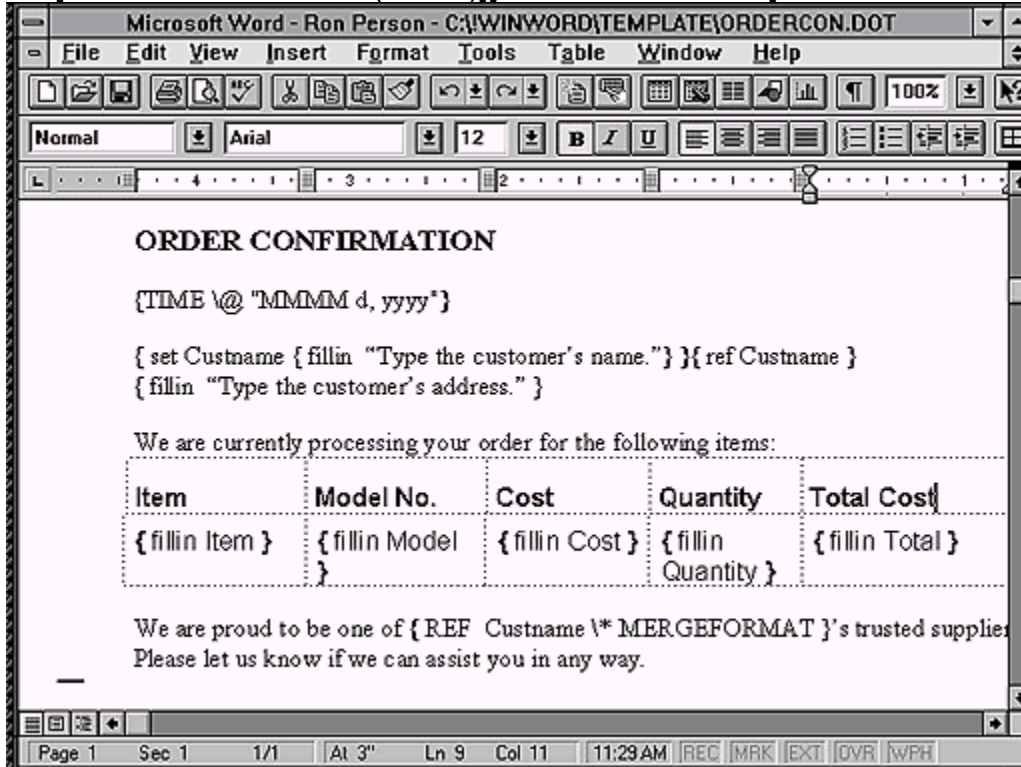 Microsoft Word - Ron Person - C:\!WINWORD\TEMPLATE\ORDERCON.DOT
File Edit View Insert Format Tools Table Window Help
100%
Normal Arial 12 B I U
4 3 2 1
ORDER CONFIRMATION
{TIME \@ "MMMM d, yyyy"}
{ set Custname { fillin “Type the customer’s name.”} }{ ref Custname }
{ fillin “Type the customer’s address.” }
We are currently processing your order for the following items:
Item Model No. Cost Quantity Total Cost
{ fillin Item } { fillin Model } { fillin Cost } { fillin Quantity } { fillin Total }
We are proud to be one of { REF Custname \* MERGEFORMAT }’s trusted supplier
Please let us know if we can assist you in any way.
Page 1 Sec 1 1/1 At 3" Ln 9 Col 11 11:29AM REC MRK EXT OVR WPH